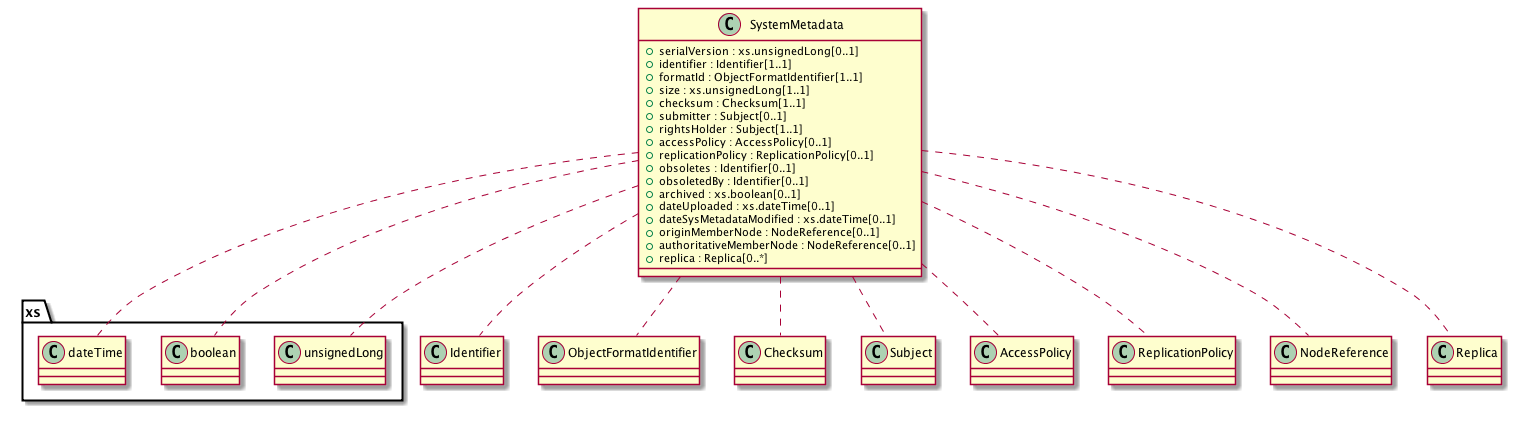 C SystemMetadata
serialVersion : xs.unsignedLong[0..1]
identifier : Identifier[1..1]
formatId : ObjectFormatIdentifier[1..1]
size : xs.unsignedLong[1..1]
checksum : Checksum[1..1]
submitter : Subject[0..1]
rightsHolder : Subject[1..1]
accessPolicy : AccessPolicy[0..1]
replicationPolicy : ReplicationPolicy[0..1]
obsoletes : Identifier[0..1]
obsoletedBy : Identifier[0..1]
archived : xs.boolean[0..1]
dateUploaded : xs.dateTime[0..1]
dateSysMetadataModified : xs.dateTime[0..1]
originMemberNode : NodeReference[0..1]
authoritativeMemberNode : NodeReference[0..1]
replica : Replica[0..*]
xs
C dateTime
C boolean
C unsignedLong
C Identifier
C ObjectFormatIdentifier
C Checksum
C Subject
C AccessPolicy
C ReplicationPolicy
C NodeReference
C Replica